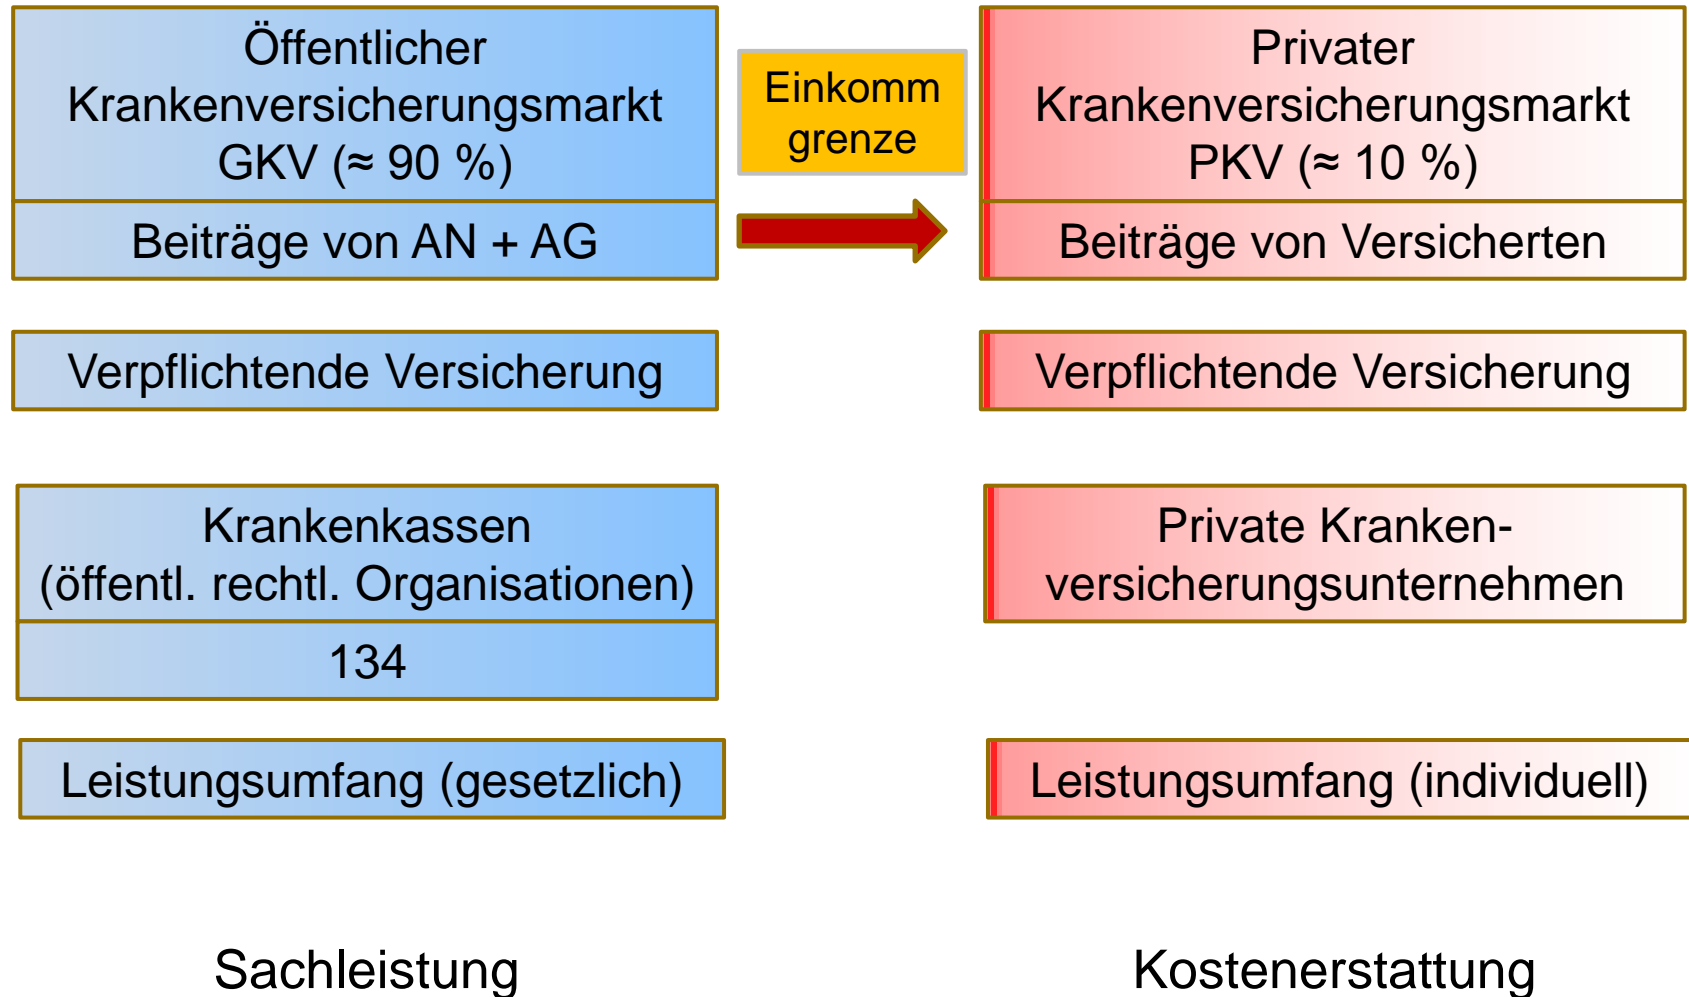 Öffentlicher
Krankenversicherungsmarkt
GKV (≈ 90 %)
Beiträge von AN + AG
Einkomm
grenze
Privater
Krankenversicherungsmarkt
PKV (≈ 10 %)
Beiträge von Versicherten
Verpflichtende Versicherung
Verpflichtende Versicherung
Krankenkassen
(öffentl. rechtl. Organisationen)
134
Private Kranken-
versicherungsunternehmen
Leistungsumfang (gesetzlich)
Leistungsumfang (individuell)
Sachleistung
Kostenerstattung